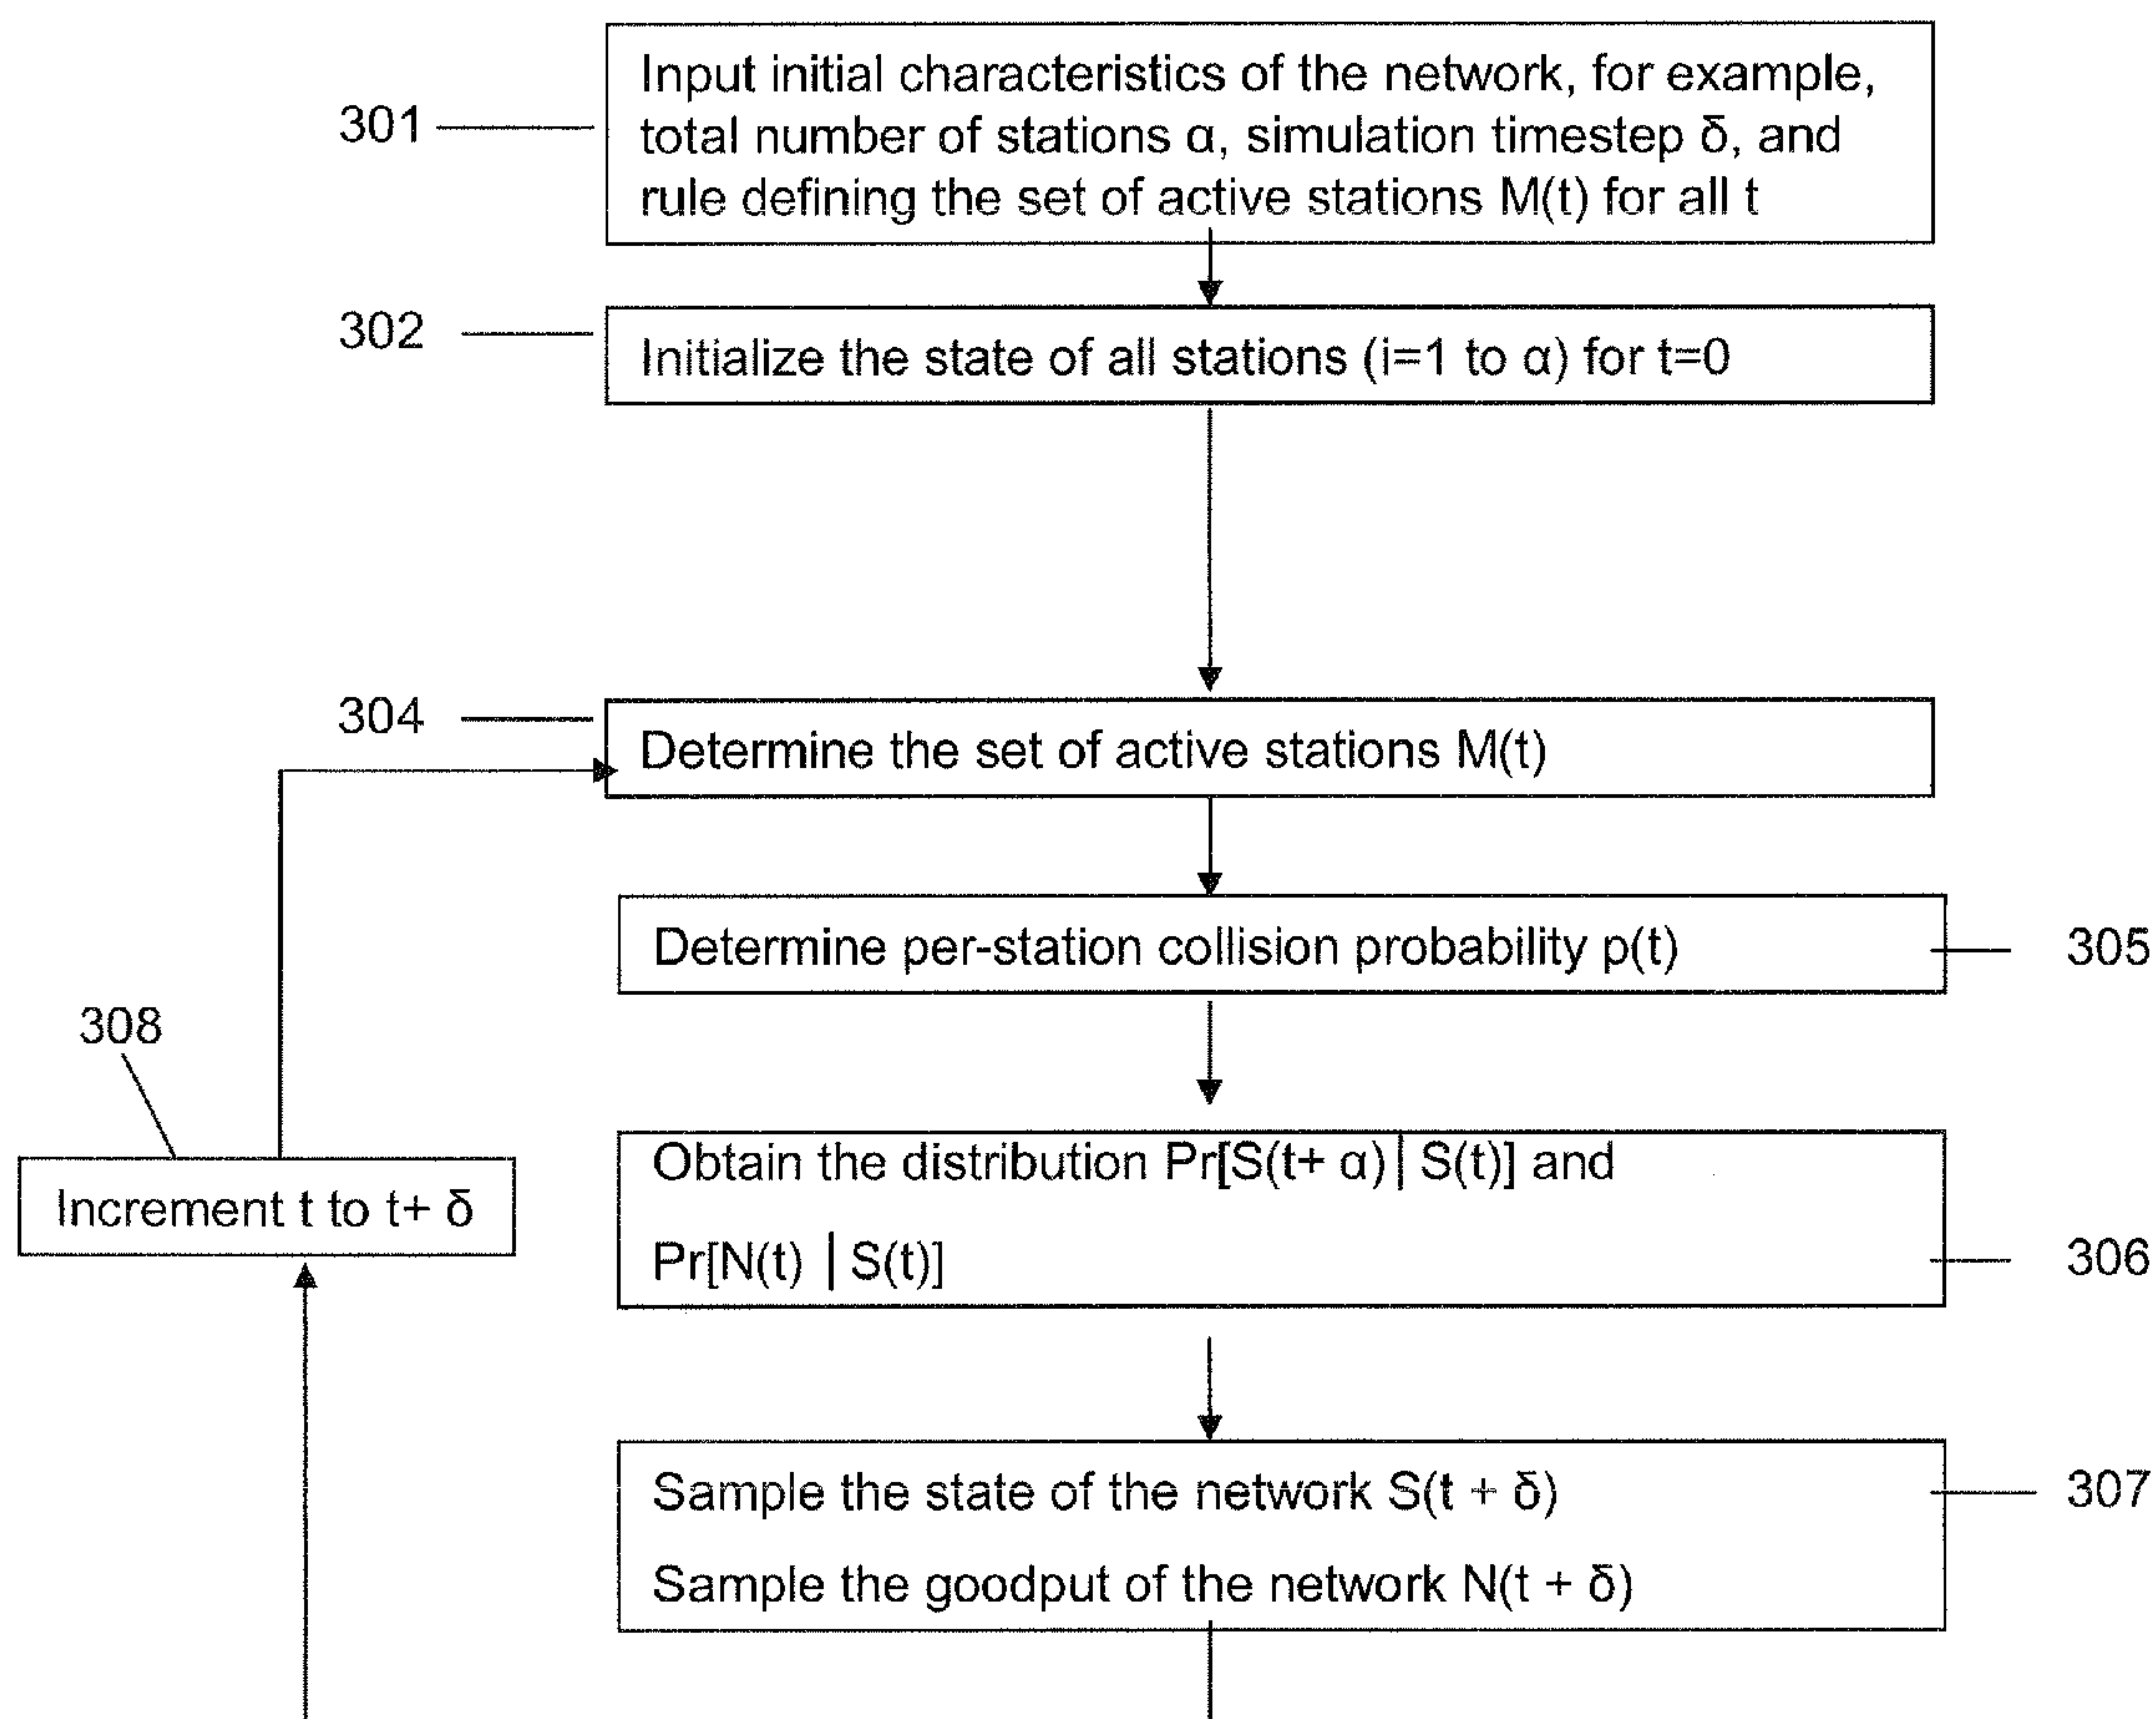 301
Input initial characteristics of the network, for example,
total number of stations α, simulation timestep δ, and
rule defining the set of active stations M(t) for all t
302
Initialize the state of all stations (i=1 to α) for t=0
304
Determine the set of active stations M(t)
Determine per-station collision probability p(t)
305
308
Increment t to t+ δ
Obtain the distribution Pr[S(t+ α) | S(t)] and
Pr[N(t) | S(t)]
306
Sample the state of the network S(t + δ)
307
Sample the goodput of the network N(t + δ)